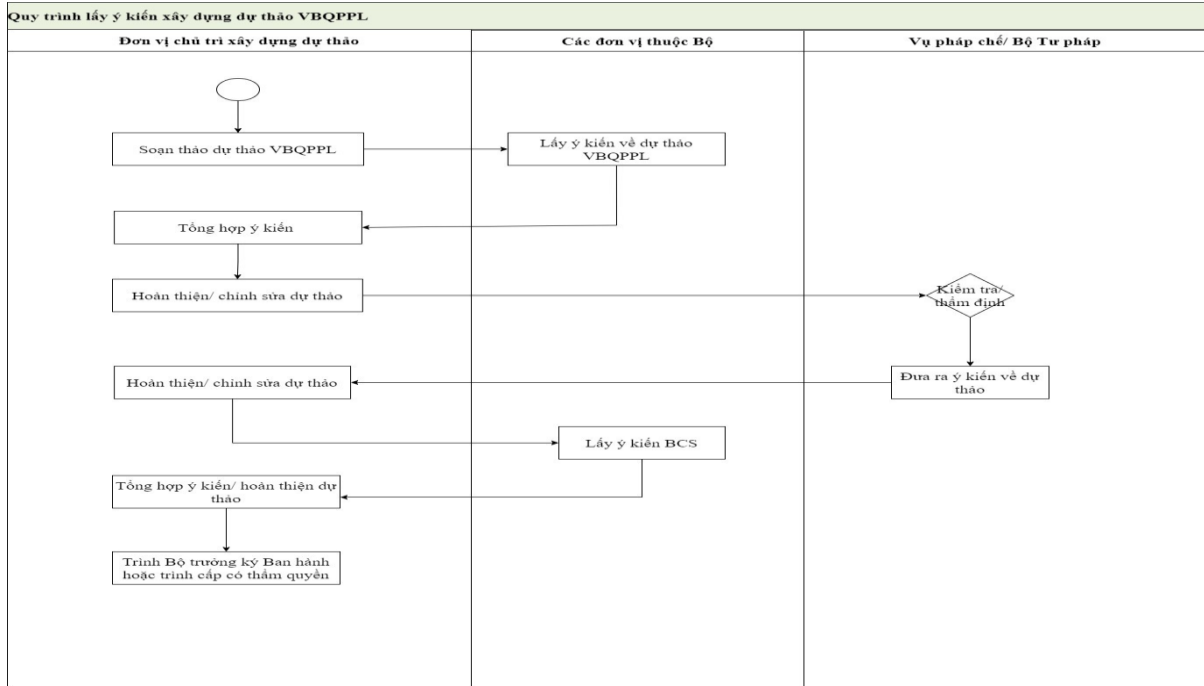 Quy trình lấy ý kiến xây dựng dự thảo VBQPPL
Đơn vị chủ trì xây dựng dự thảo
Các đơn vị thuộc Bộ
Vụ pháp chế/ Bộ Tư pháp
Soạn thảo dự thảo VBQPPL
Lấy ý kiến về dự thảo
VBQPPL
Tổng hợp ý kiến
Hoàn thiện/ chỉnh sửa dự thảo
Kiểm tra/
thẩm định
Hoàn thiện/ chỉnh sửa dự thảo
Đưa ra ý kiến về dự
thảo
Lấy ý kiến BCS
Tổng hợp ý kiến/ hoàn thiện dự
thảo
Trình Bộ trưởng ký Ban hành
hoặc trình cấp có thẩm quyền